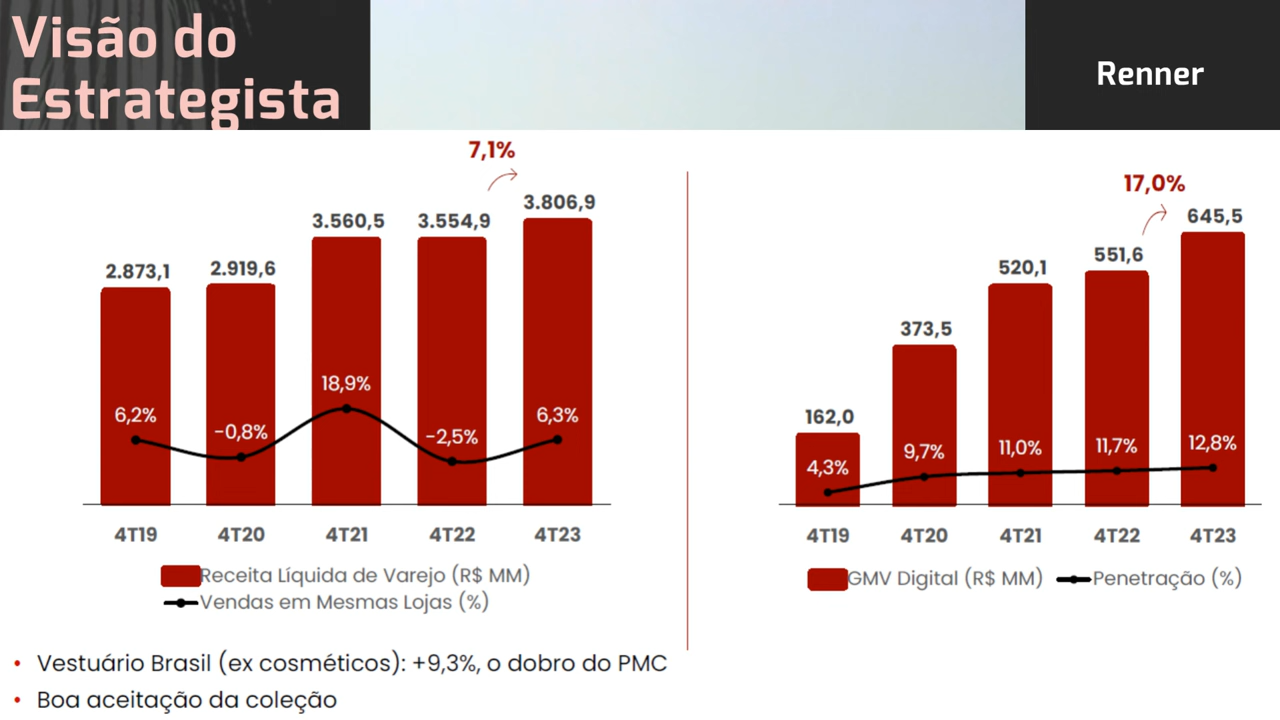 Visão do
Estrategista
Renner
7,1%
3.806,9
3.560,5
3.554,9
2.873,1
2.919,6
18,9%
6,2%
-0,8%
-2,5%
6,3%
4T19
4T20
4T21
4T22
4T23
Receita Líquida de Varejo (R$ MM)
Vendas em Mesmas Lojas (%)
17,0%
645,5
551,6
520,1
373,5
162,0
4,3%
9,7%
11,0%
11,7%
12,8%
4T19
4T20
4T21
4T22
4T23
GMV Digital (R$ MM)
Penetração (%)
• Vestuário Brasil (ex cosméticos): +9,3%, o dobro do PMC
• Boa aceitação da coleção